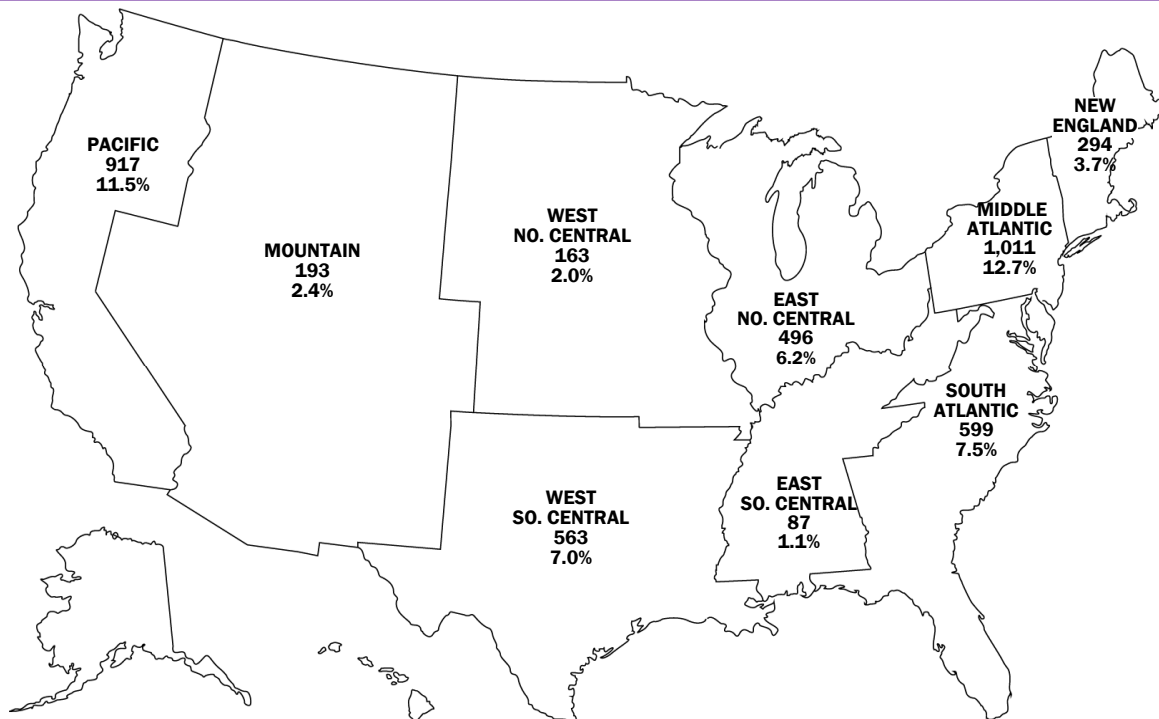 PACIFIC
917
11.5%
MOUNTAIN
193
2.4%
WEST
NO. CENTRAL
163
2.0%
EAST
NO. CENTRAL
496
6.2%
NEW
ENGLAND
294
3.7%
MIDDLE
ATLANTIC
1,011
12.7%
SOUTH
ATLANTIC
599
7.5%
EAST
SO. CENTRAL
87
1.1%
WEST
SO. CENTRAL
563
7.0%